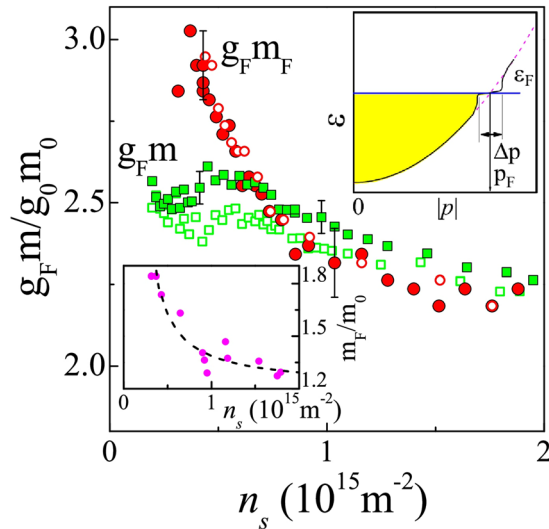 3.0
2.5
2.0
g_F m/g_0 m_0
g_F m_F
g_F m
ε
ε_F
Δp
p_F
0
|p|
1.8
1.5
1.2
m_F/m_0
0
1
n_s (10^15 m^-2)
0
1
2
n_s (10^15 m^-2)